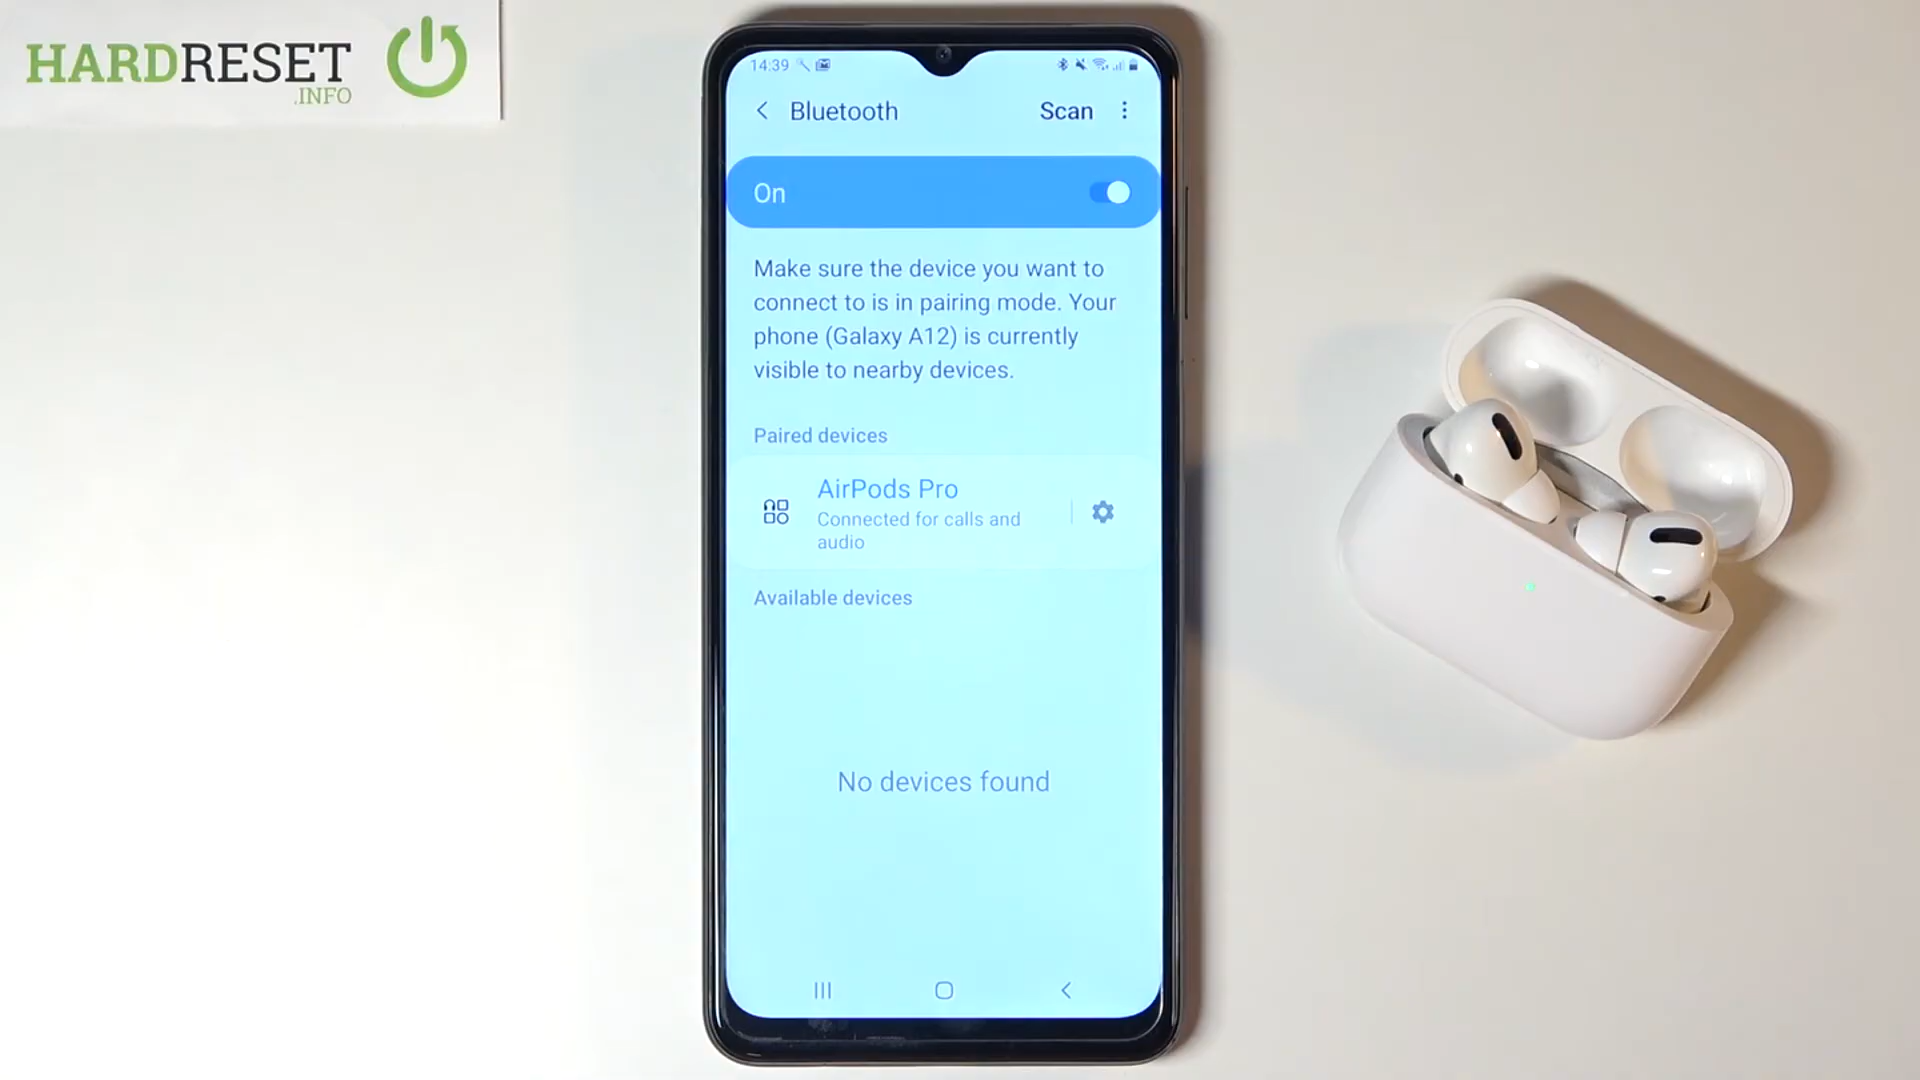 HARDRESET
.INFO
14:39
Bluetooth
Scan
On
Make sure the device you want to
connect to is in pairing mode. Your
phone (Galaxy A12) is currently
visible to nearby devices.
Paired devices
AirPods Pro
Connected for calls and
audio
Available devices
No devices found